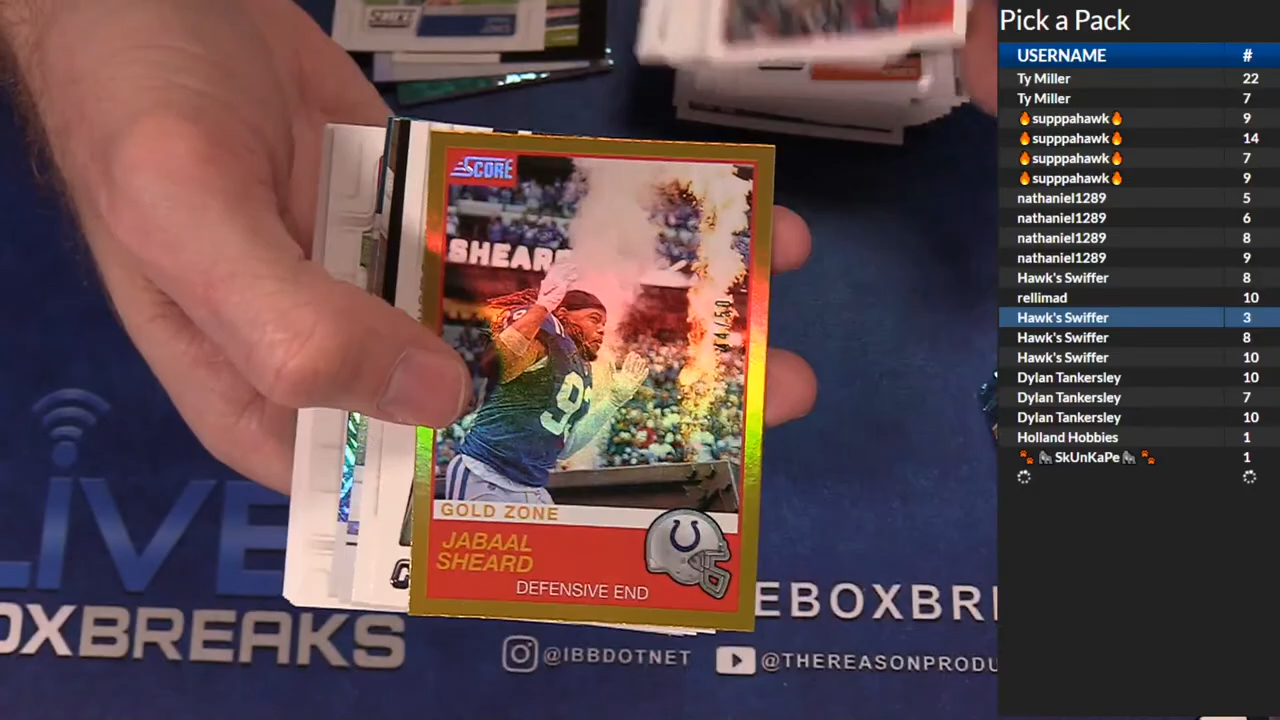 Pick a Pack
USERNAME #
Ty Miller 22
Ty Miller 7
🔥supppahawk🔥 9
🔥supppahawk🔥 14
🔥supppahawk🔥 7
🔥supppahawk🔥 9
nathaniel1289 5
nathaniel1289 6
nathaniel1289 8
nathaniel1289 9
Hawk's Swiffer 8
rellimad 10
Hawk's Swiffer 3
Hawk's Swiffer 8
Hawk's Swiffer 10
Dylan Tankersley 10
Dylan Tankersley 7
Dylan Tankersley 10
Holland Hobbies 1
🐾🦍SkUnKaPe🦍🐾 1
SCORE
SHEARD
GOLD ZONE
JABAAL
SHEARD
DEFENSIVE END
LIVE
OXBREAKS
EBOXBR
@IBBDOTNET
@THEREASONPRODU